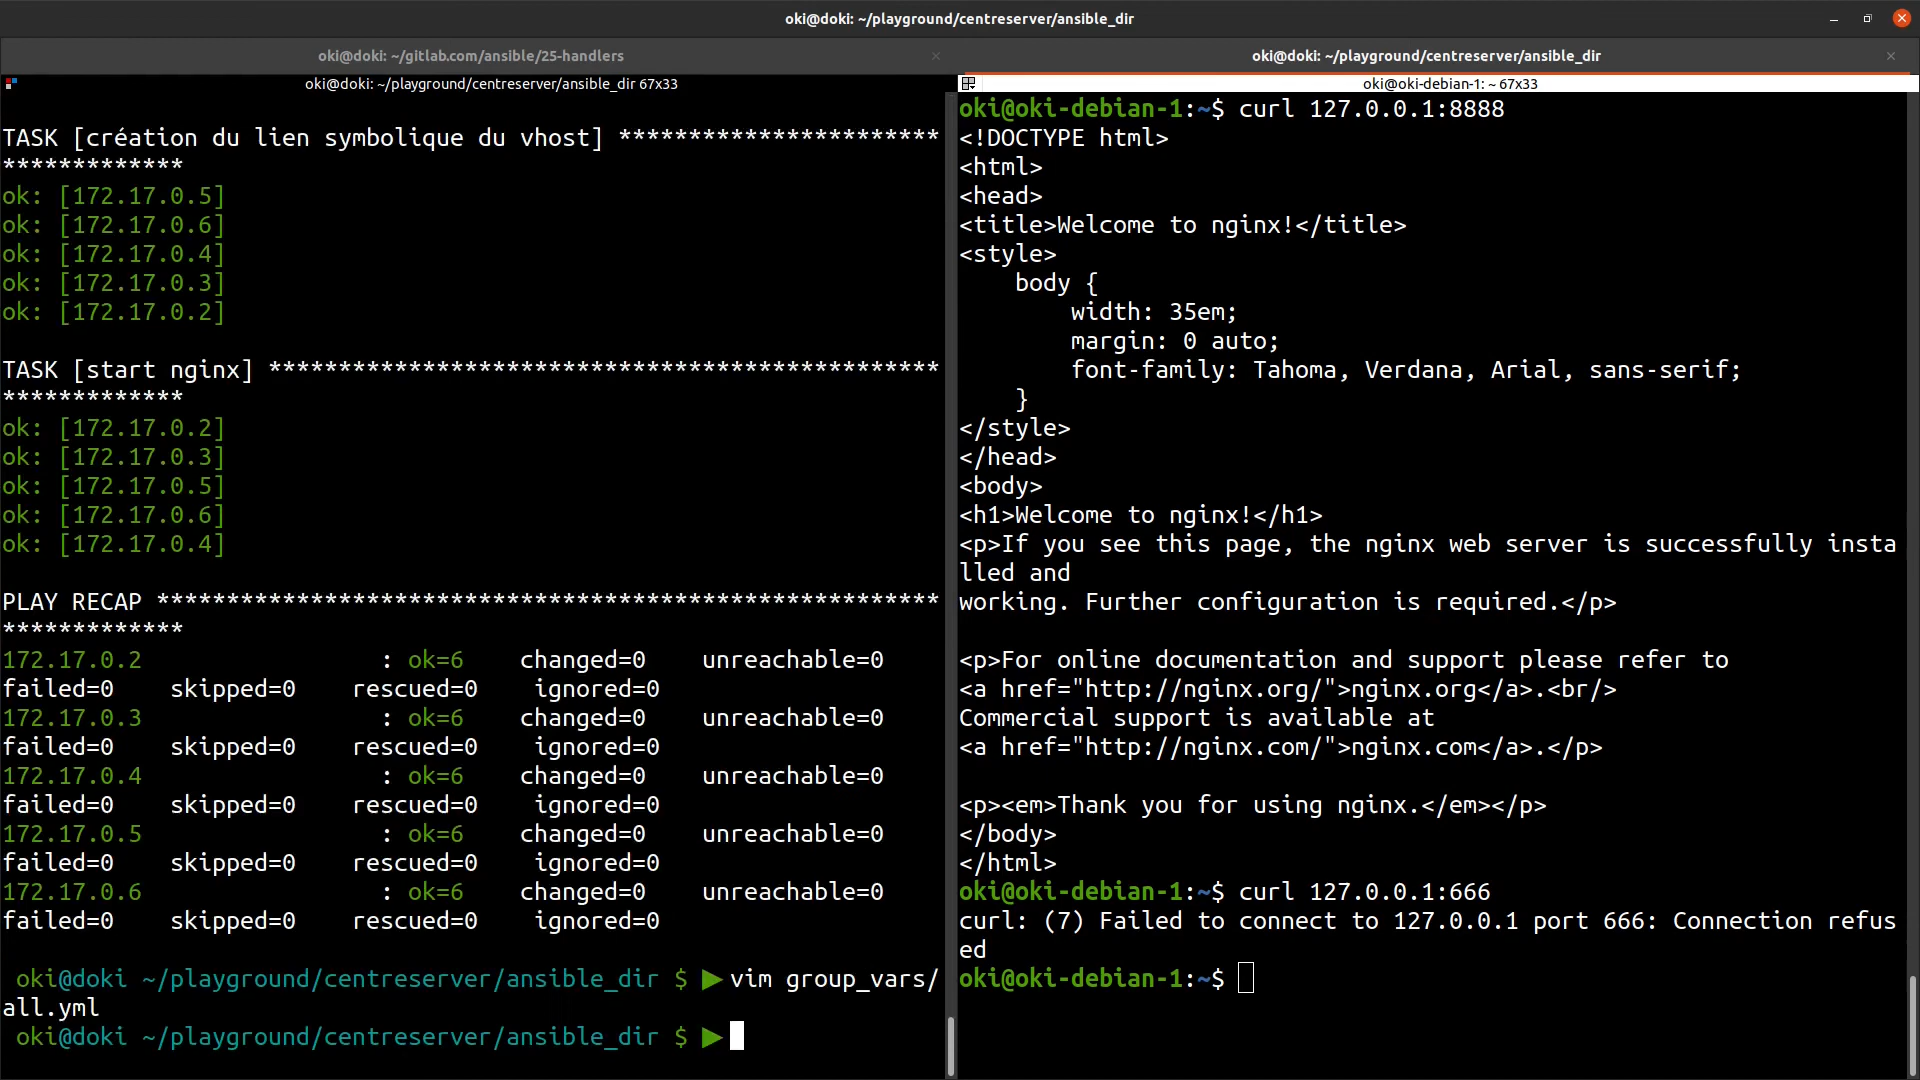 oki@doki: ~/playground/centreserver/ansible_dir
oki@doki: ~/gitlab.com/ansible/25-handlers
oki@doki: ~/playground/centreserver/ansible_dir
oki@doki: ~/playground/centreserver/ansible_dir 67x33
TASK [création du lien symbolique du vhost] ***********************
*************
ok: [172.17.0.5]
ok: [172.17.0.6]
ok: [172.17.0.4]
ok: [172.17.0.3]
ok: [172.17.0.2]
TASK [start nginx] ************************************************
*************
ok: [172.17.0.2]
ok: [172.17.0.3]
ok: [172.17.0.5]
ok: [172.17.0.6]
ok: [172.17.0.4]
PLAY RECAP ********************************************************
*************
172.17.0.2                 : ok=6    changed=0    unreachable=0
failed=0    skipped=0    rescued=0    ignored=0
172.17.0.3                 : ok=6    changed=0    unreachable=0
failed=0    skipped=0    rescued=0    ignored=0
172.17.0.4                 : ok=6    changed=0    unreachable=0
failed=0    skipped=0    rescued=0    ignored=0
172.17.0.5                 : ok=6    changed=0    unreachable=0
failed=0    skipped=0    rescued=0    ignored=0
172.17.0.6                 : ok=6    changed=0    unreachable=0
failed=0    skipped=0    rescued=0    ignored=0
oki@doki ~/playground/centreserver/ansible_dir $ ▶vim group_vars/
all.yml
oki@doki ~/playground/centreserver/ansible_dir $ ▶
oki@oki-debian-1: ~ 67x33
oki@oki-debian-1:~$ curl 127.0.0.1:8888
<!DOCTYPE html>
<html>
<head>
<title>Welcome to nginx!</title>
<style>
    body {
        width: 35em;
        margin: 0 auto;
        font-family: Tahoma, Verdana, Arial, sans-serif;
    }
</style>
</head>
<body>
<h1>Welcome to nginx!</h1>
<p>If you see this page, the nginx web server is successfully insta
lled and
working. Further configuration is required.</p>
<p>For online documentation and support please refer to
<a href="http://nginx.org/">nginx.org</a>.<br/>
Commercial support is available at
<a href="http://nginx.com/">nginx.com</a>.</p>
<p><em>Thank you for using nginx.</em></p>
</body>
</html>
oki@oki-debian-1:~$ curl 127.0.0.1:666
curl: (7) Failed to connect to 127.0.0.1 port 666: Connection refus
ed
oki@oki-debian-1:~$